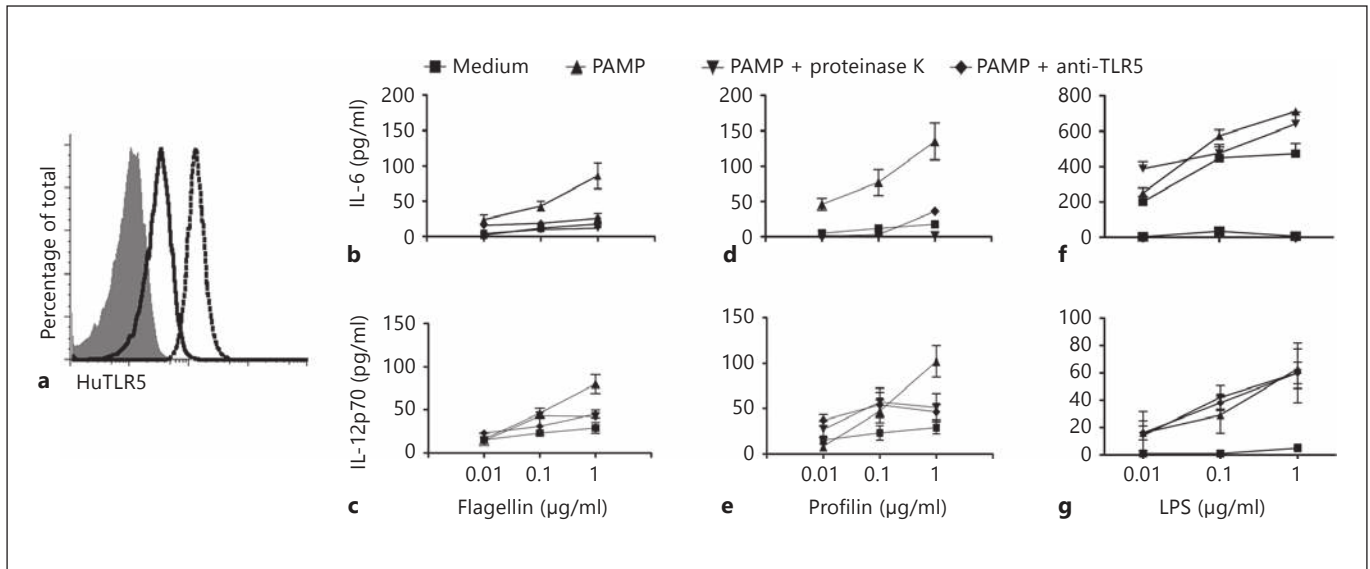 Medium PAMP PAMP + proteinase K PAMP + anti-TLR5
Percentage of total
a HuTLR5
IL-6 (pg/ml)
200
150
100
50
0
b
200
150
100
50
0
d
800
600
400
200
0
f
IL-12p70 (pg/ml)
150
100
50
0
0.01 0.1 1
c Flagellin (µg/ml)
150
100
50
0
0.01 0.1 1
e Profilin (µg/ml)
100
80
60
40
20
0
0.01 0.1 1
g LPS (µg/ml)